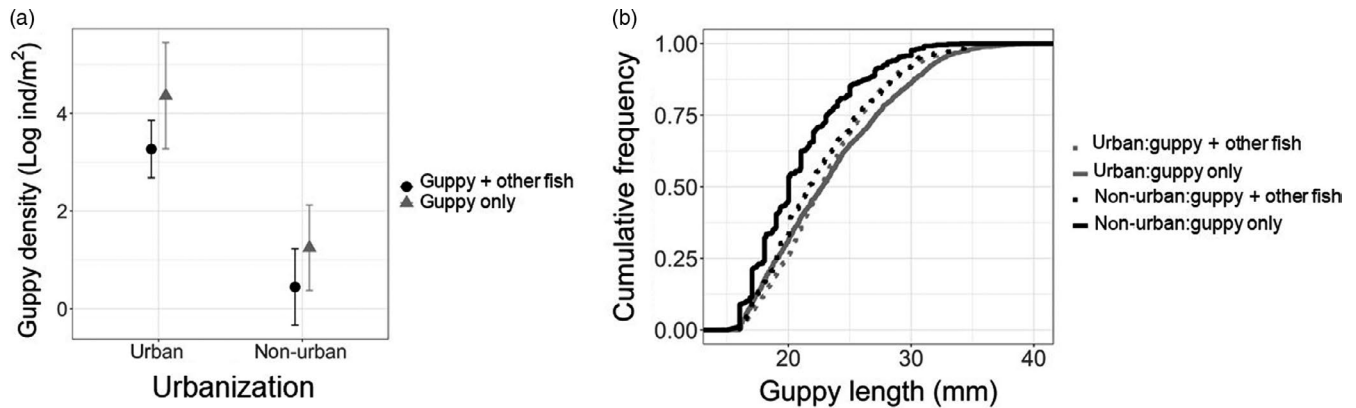 (a)
Guppy density (Log ind/m²)
4
2
0
Urban
Non-urban
Urbanization
Guppy + other fish
Guppy only
(b)
Cumulative frequency
1.00
0.75
0.50
0.25
0.00
20
30
40
Guppy length (mm)
Urban:guppy + other fish
Urban:guppy only
Non-urban:guppy + other fish
Non-urban:guppy only